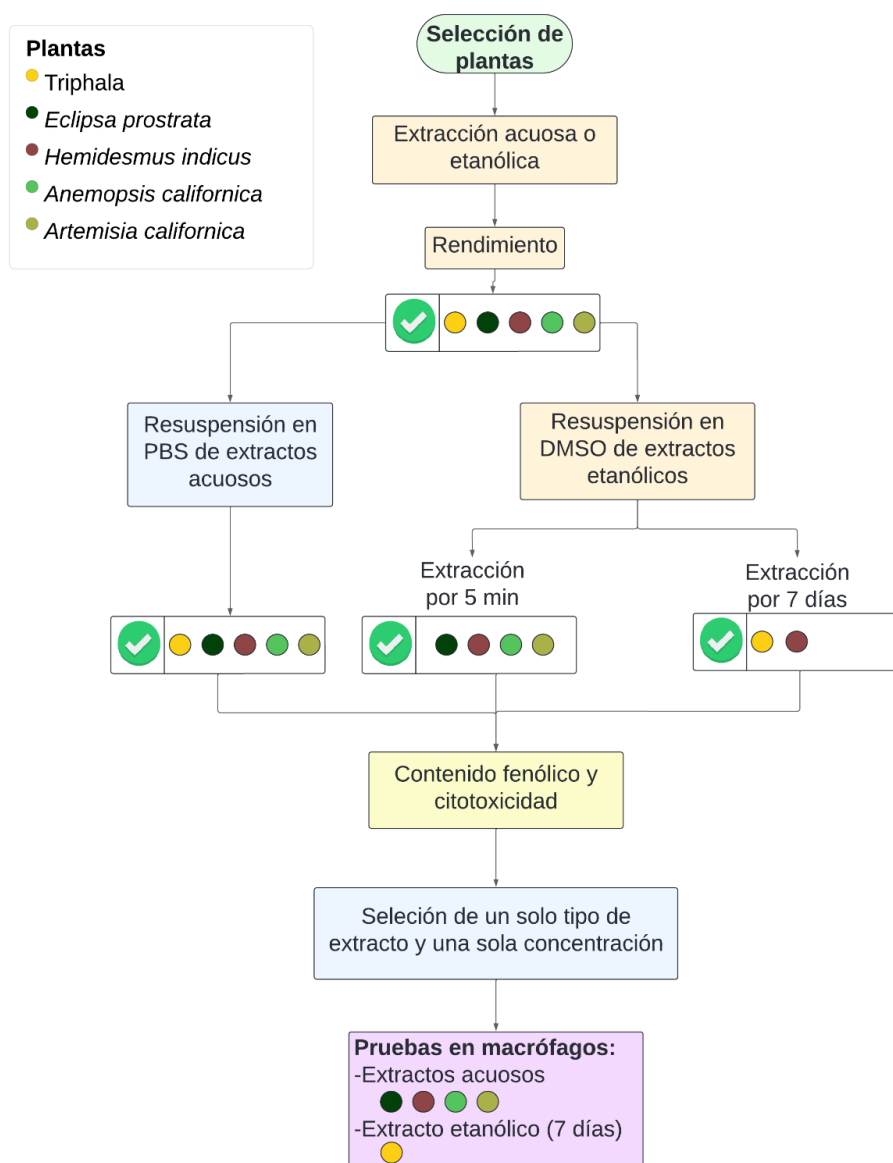 Plantas
Triphala
Eclipsa prostrata
Hemidesmus indicus
Anemopsis californica
Artemisia californica
Selección de
plantas
Extracción acuosa o
etanólica
Rendimiento
Resuspensión en
PBS de extractos
acuosos
Resuspensión en
DMSO de extractos
etanólicos
Extracción
por 5 min
Extracción
por 7 días
Contenido fenólico y
citotoxicidad
Seleción de un solo tipo de
extracto y una sola concentración
Pruebas en macrófagos:
-Extractos acuosos
-Extracto etanólico (7 días)